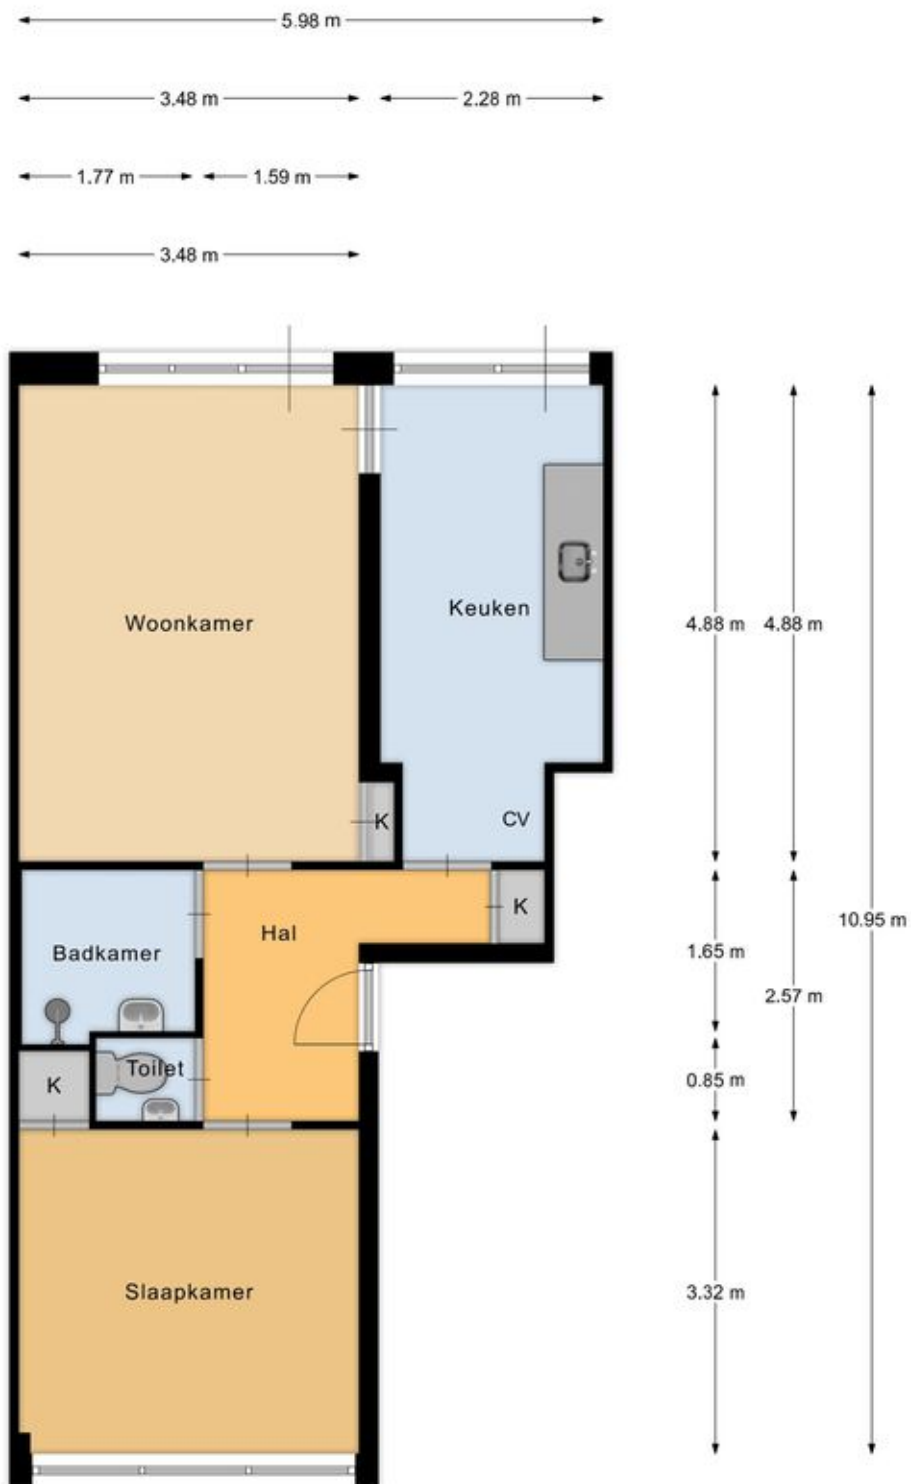 5.98 m
3.48 m
2.28 m
1.77 m
1.59 m
3.48 m
Woonkamer
Keuken
4.88 m
4.88 m
K
CV
Hal
K
10.95 m
Badkamer
1.65 m
2.57 m
Toilet
K
0.85 m
Slaapkamer
3.32 m